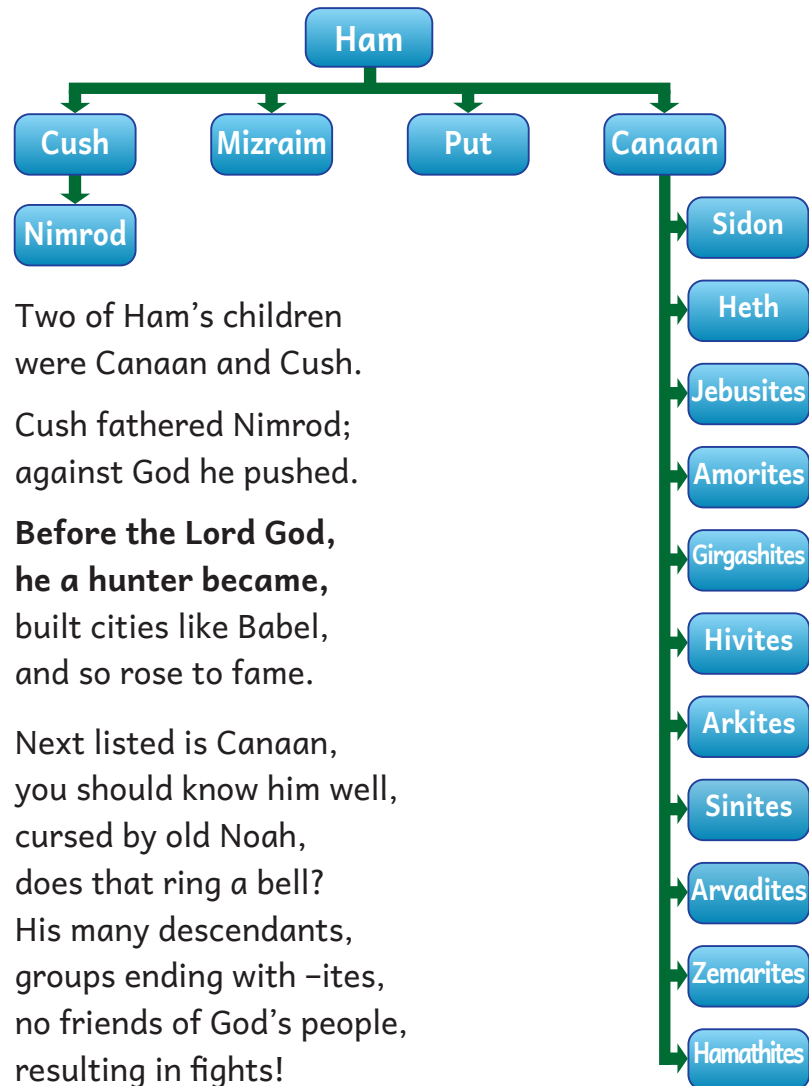 Ham
Cush
Mizraim
Put
Canaan
Nimrod
Sidon
Heth
Jebusites
Amorites
Girgashites
Hivites
Arkites
Sinites
Arvadites
Zemarites
Hamathites
Two of Ham’s children
were Canaan and Cush.
Cush fathered Nimrod;
against God he pushed.
Before the Lord God,
he a hunter became,
built cities like Babel,
and so rose to fame.
Next listed is Canaan,
you should know him well,
cursed by old Noah,
does that ring a bell?
His many descendants,
groups ending with –ites,
no friends of God’s people,
resulting in fights!